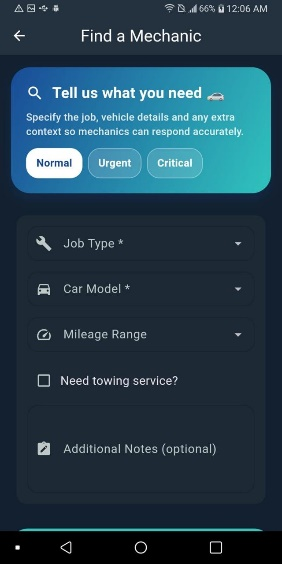 66% 12:06 AM
Find a Mechanic
Tell us what you need 🚗
Specify the job, vehicle details and any extra
context so mechanics can respond accurately.
Normal Urgent Critical
Job Type *
Car Model *
Mileage Range
Need towing service?
Additional Notes (optional)